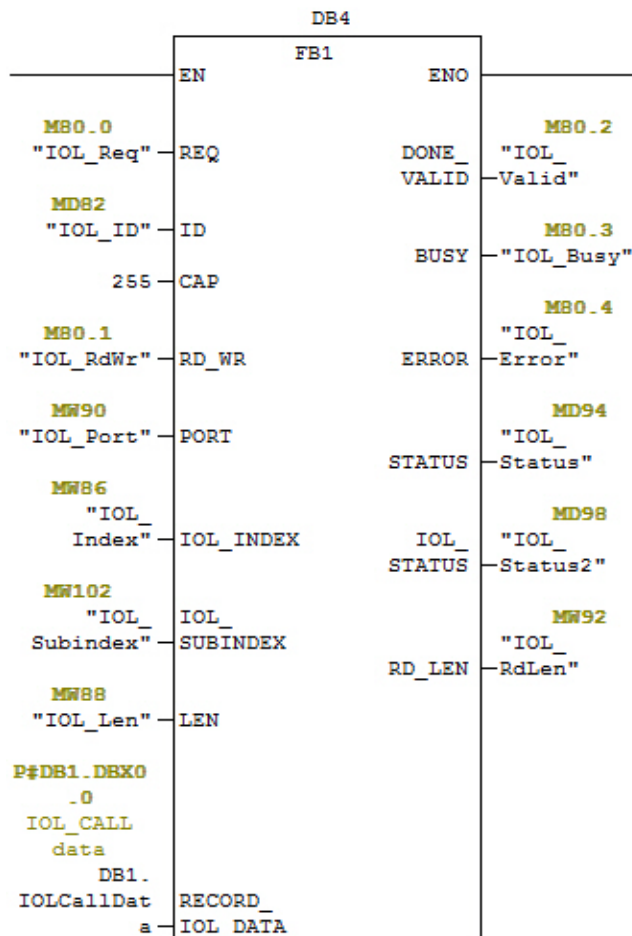 DB4
FB1
EN ENO
M80.0 M80.2
"IOL_Req" REQ DONE_ "IOL_
VALID Valid"
MD82
"IOL_ID" ID M80.3
BUSY "IOL_Busy"
255 CAP
M80.4
M80.1 "IOL_
"IOL_RdWr" RD_WR ERROR Error"
MW90 MD94
"IOL_Port" PORT "IOL_
STATUS Status"
MW86
"IOL_ MD98
Index" IOL_INDEX IOL_ "IOL_
STATUS Status2"
MW102
"IOL_ IOL_ MW92
Subindex" SUBINDEX "IOL_
RD_LEN RdLen"
MW88
"IOL_Len" LEN
P#DB1.DBX0
.0
IOL_CALL
data
DB1.
IOLCallDat RECORD_
a IOL_DATA